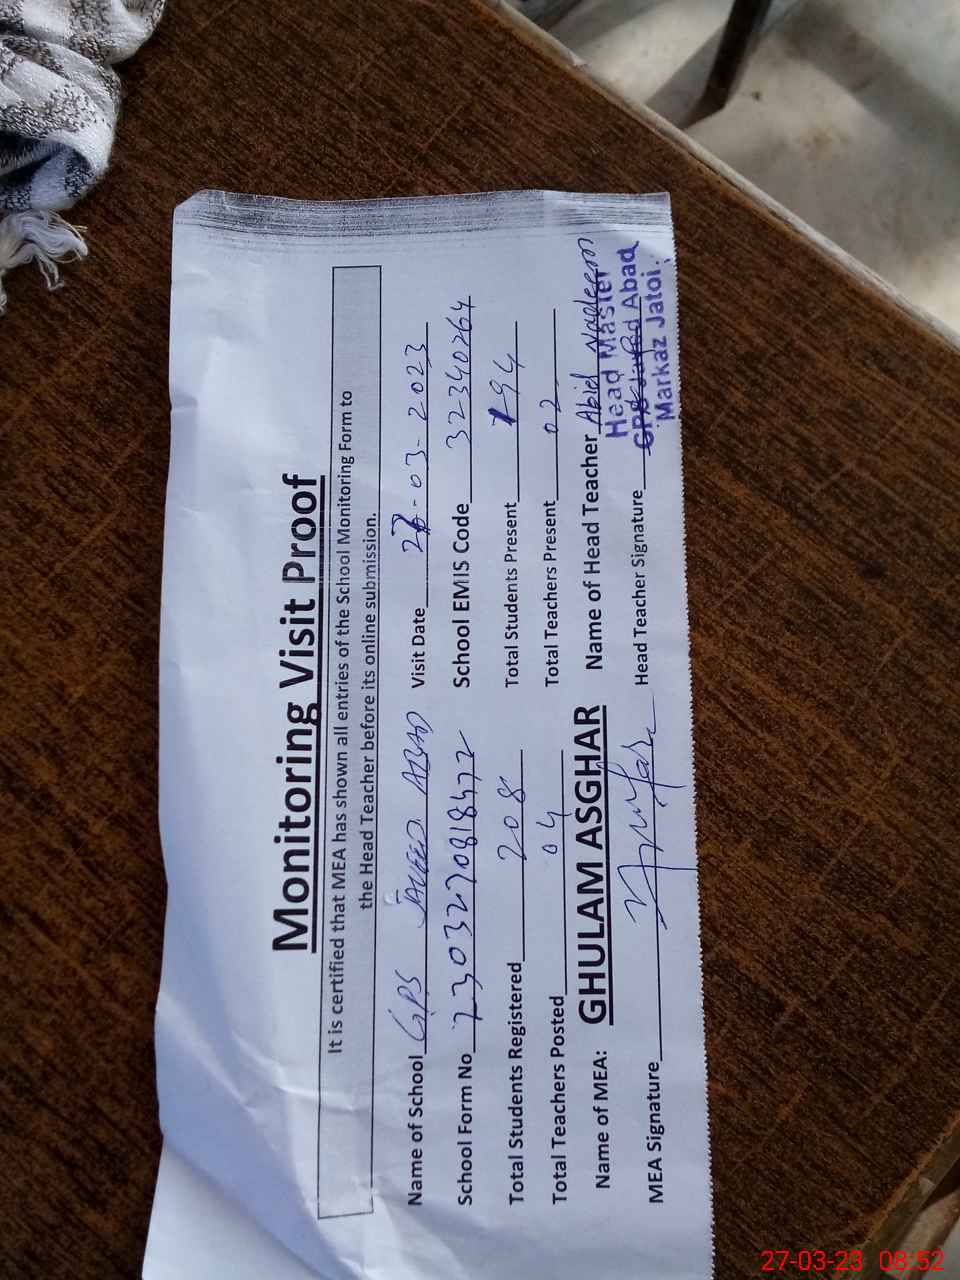 Monitoring Visit Proof
It is certified that MEA has shown all entries of the School Monitoring Form to
the Head Teacher before its online submission.
Name of School GPS JAVEED ABAD Visit Date 27-03-2023
School Form No 2303270818472 School EMIS Code 32340264
Total Students Registered 208 Total Students Present 194
Total Teachers Posted 04 Total Teachers Present 02
Name of MEA: GHULAM ASGHAR Name of Head Teacher Abid Nadeem
MEA Signature Head Teacher Signature
Head Master
GPS Javed Abad
Markaz Jatoi.
27-03-23 08:52